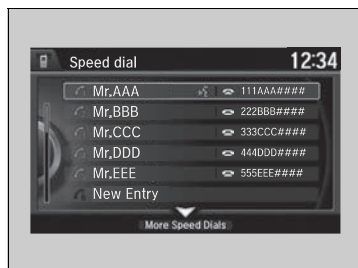 Speed dial 12:34
Mr.AAA 111AAA####
Mr.BBB 222BBB####
Mr.CCC 333CCC####
Mr.DDD 444DDD####
Mr.EEE 555EEE####
New Entry
More Speed Dials